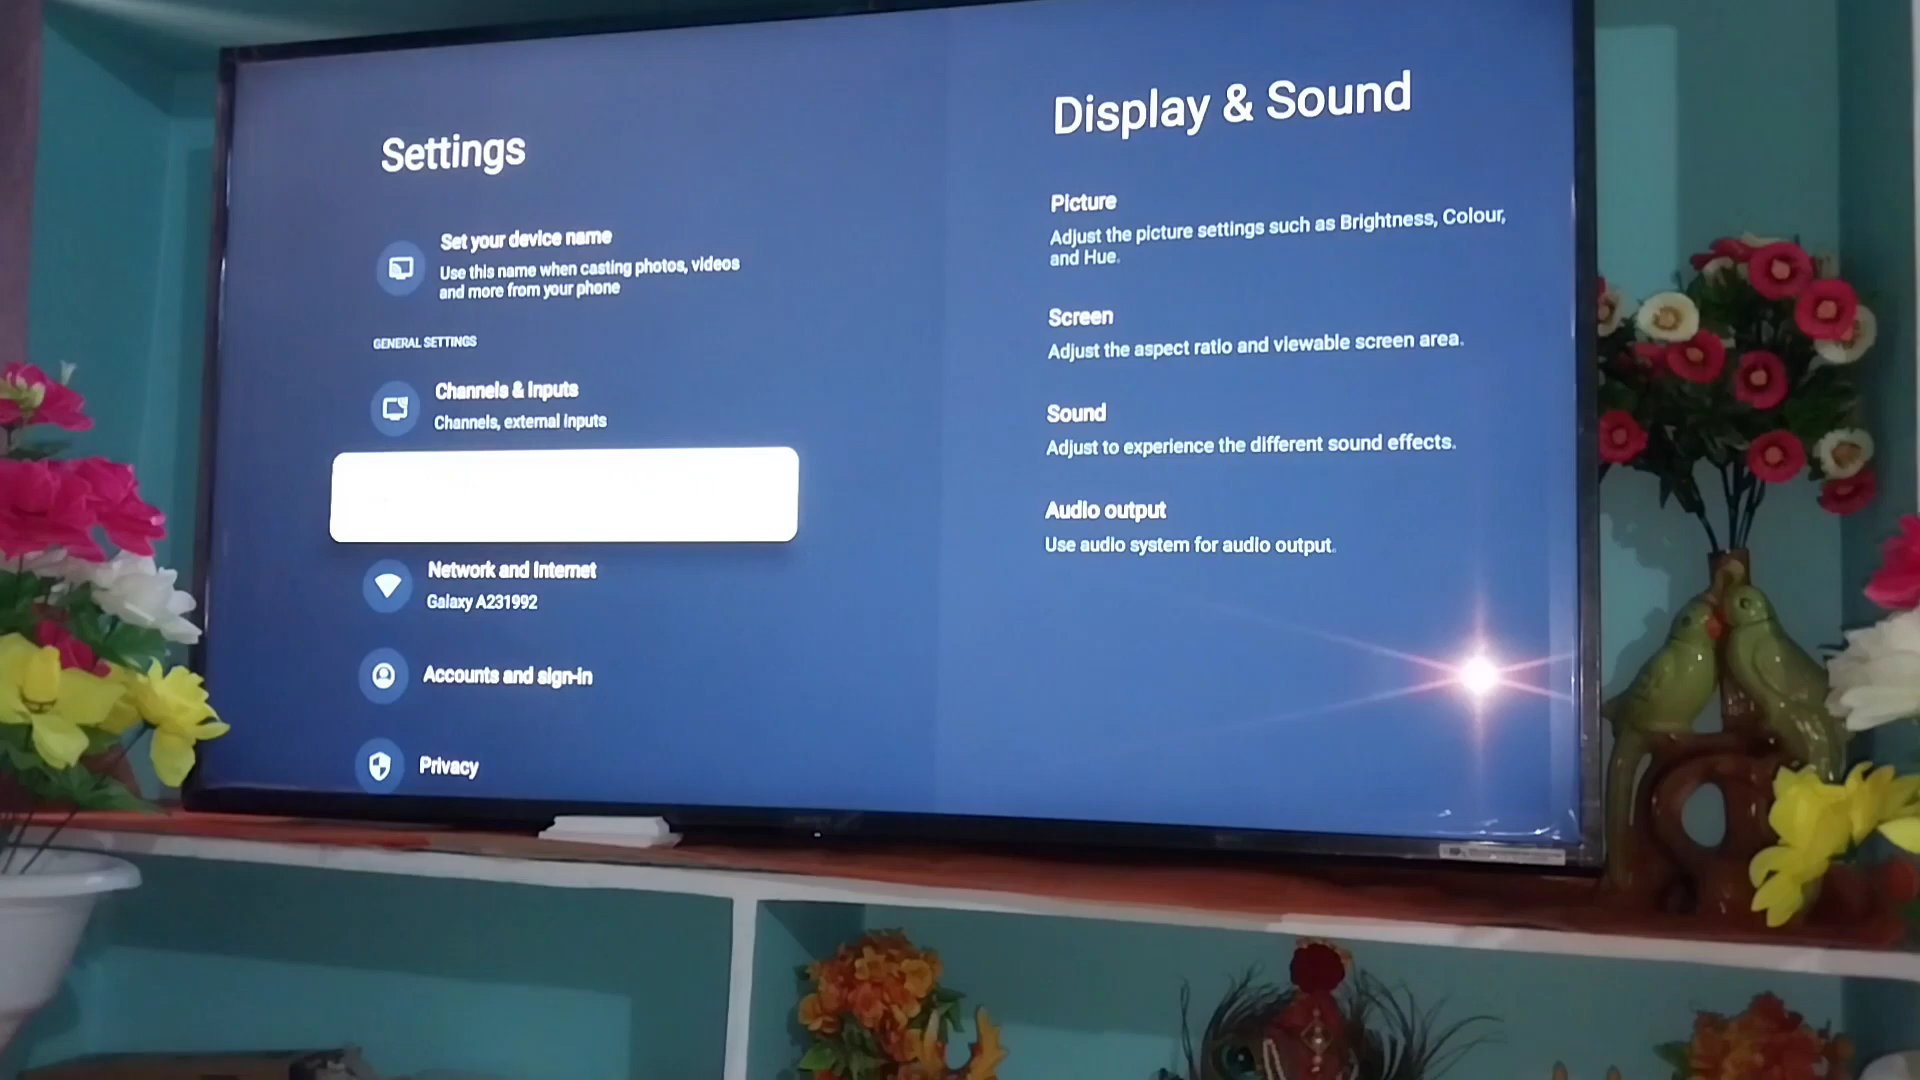 Settings
Set your device name
Use this name when casting photos, videos
and more from your phone
GENERAL SETTINGS
Channels & Inputs
Channels, external inputs
Network and Internet
Galaxy A231992
Accounts and sign-in
Privacy
Display & Sound
Picture
Adjust the picture settings such as Brightness, Colour,
and Hue.
Screen
Adjust the aspect ratio and viewable screen area.
Sound
Adjust to experience the different sound effects.
Audio output
Use audio system for audio output.